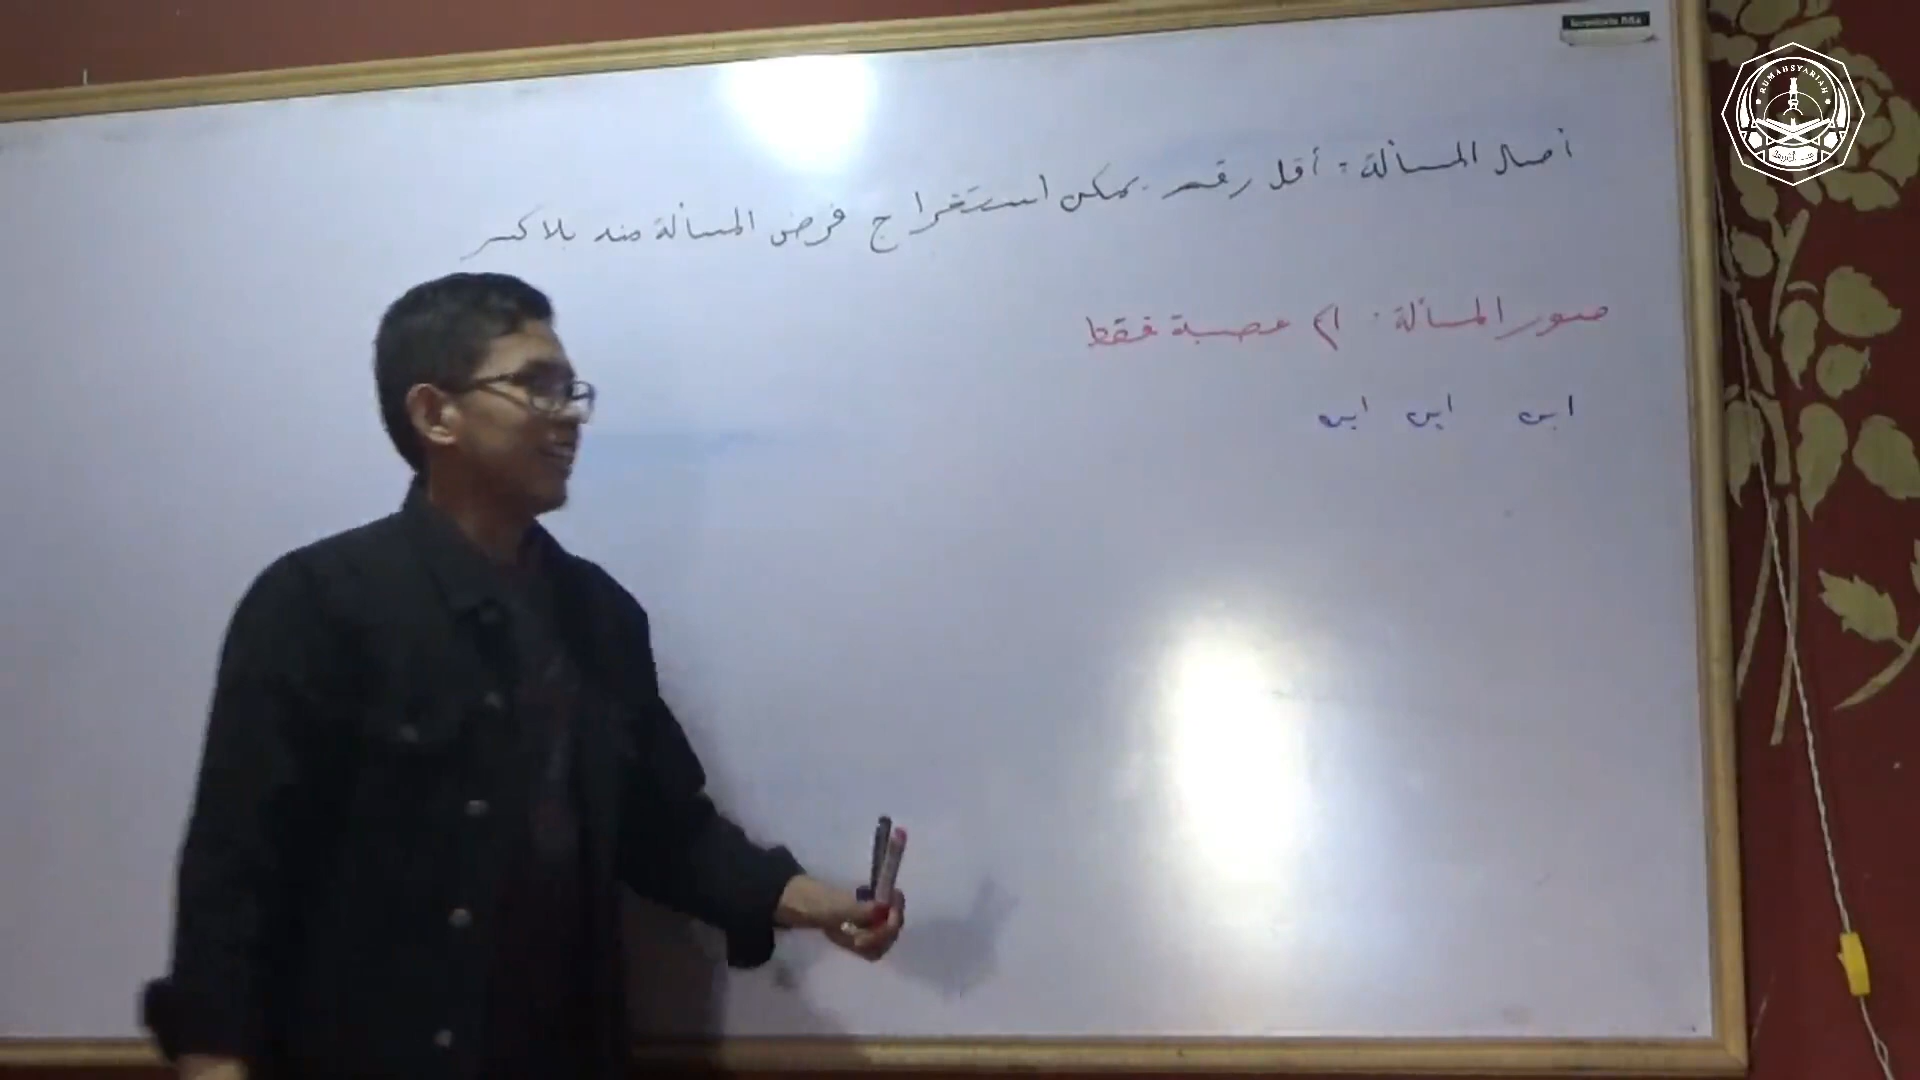 أصل المسألة : أقل رقم يمكن استخراج فرض المسألة منه بلا كسر
صور المسألة : ١) عصبة فقط
ابن ابن ابن
RUMAHSYARIAH